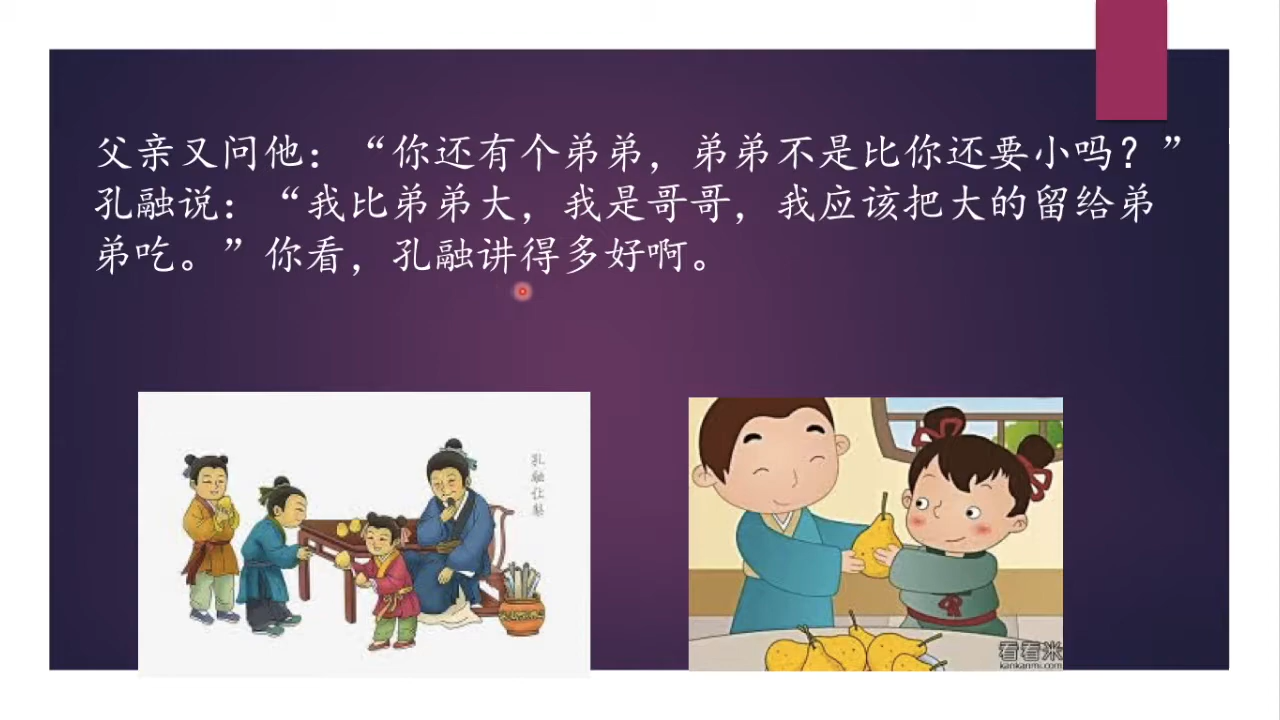 父亲又问他：“你还有个弟弟，弟弟不是比你还要小吗？”
孔融说：“我比弟弟大，我是哥哥，我应该把大的留给弟
弟吃。”你看，孔融讲得多好啊。
孔融让梨
看看米
kankanmi.com